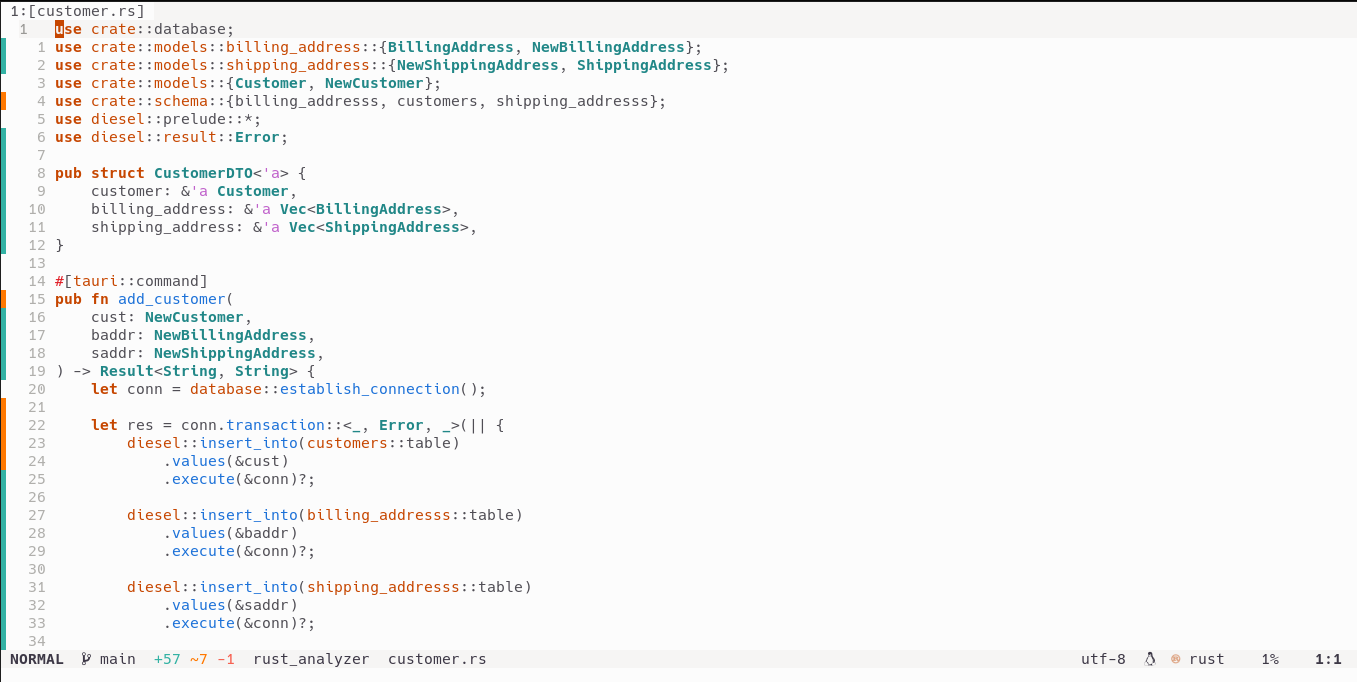 1:[customer.rs]
1 use crate::database;
1 use crate::models::billing_address::{BillingAddress, NewBillingAddress};
2 use crate::models::shipping_address::{NewShippingAddress, ShippingAddress};
3 use crate::models::{Customer, NewCustomer};
4 use crate::schema::{billing_addresss, customers, shipping_addresss};
5 use diesel::prelude::*;
6 use diesel::result::Error;
7
8 pub struct CustomerDTO<'a> {
9     customer: &'a Customer,
10     billing_address: &'a Vec<BillingAddress>,
11     shipping_address: &'a Vec<ShippingAddress>,
12 }
13
14 #[tauri::command]
15 pub fn add_customer(
16     cust: NewCustomer,
17     baddr: NewBillingAddress,
18     saddr: NewShippingAddress,
19 ) -> Result<String, String> {
20     let conn = database::establish_connection();
21
22     let res = conn.transaction::<_, Error, _>(|| {
23         diesel::insert_into(customers::table)
24             .values(&cust)
25             .execute(&conn)?;
26
27         diesel::insert_into(billing_addresss::table)
28             .values(&baddr)
29             .execute(&conn)?;
30
31         diesel::insert_into(shipping_addresss::table)
32             .values(&saddr)
33             .execute(&conn)?;
34
NORMAL main +57 ~7 -1 rust_analyzer customer.rs utf-8 rust 1% 1:1